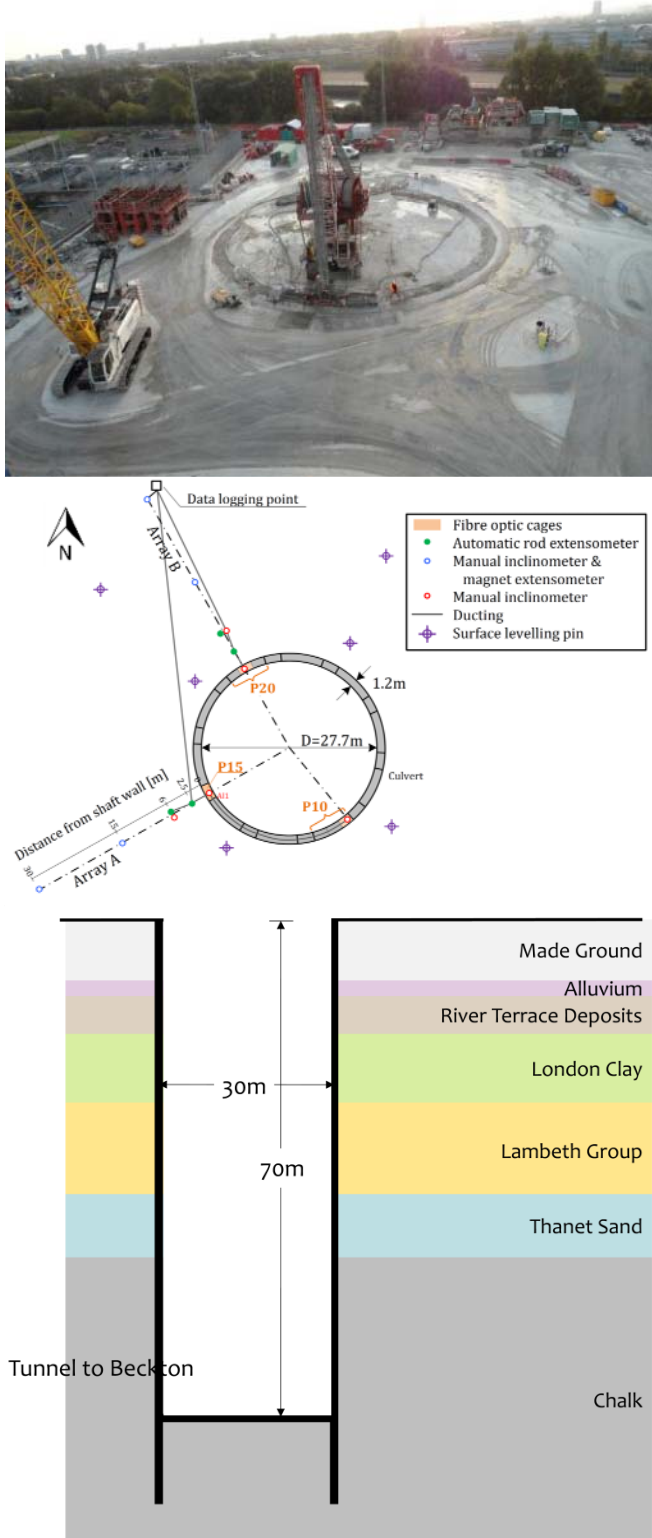 Data logging point
N
Array B
Fibre optic cages
Automatic rod extensometer
Manual inclinometer &
magnet extensometer
Manual inclinometer
Ducting
Surface levelling pin
P20
1.2m
D=27.7m
P15
AI1
Culvert
P10
Distance from shaft wall [m]
0
2.5
6
15
30
Array A
Made Ground
Alluvium
River Terrace Deposits
London Clay
30m
Lambeth Group
70m
Thanet Sand
Tunnel to Beckton
Chalk